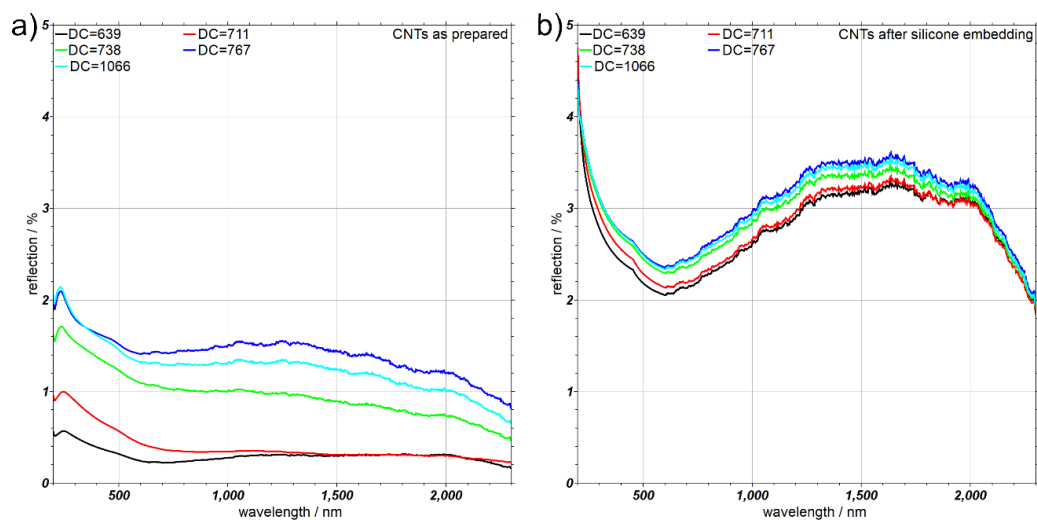 a)
DC=639 DC=711 CNTs as prepared
DC=738 DC=767
DC=1066
5
4
3
2
1
0
reflection / %
500 1,000 1,500 2,000
wavelength / nm
b)
DC=639 DC=711 CNTs after silicone embedding
DC=738 DC=767
DC=1066
5
4
3
2
1
0
reflection / %
500 1,000 1,500 2,000
wavelength / nm